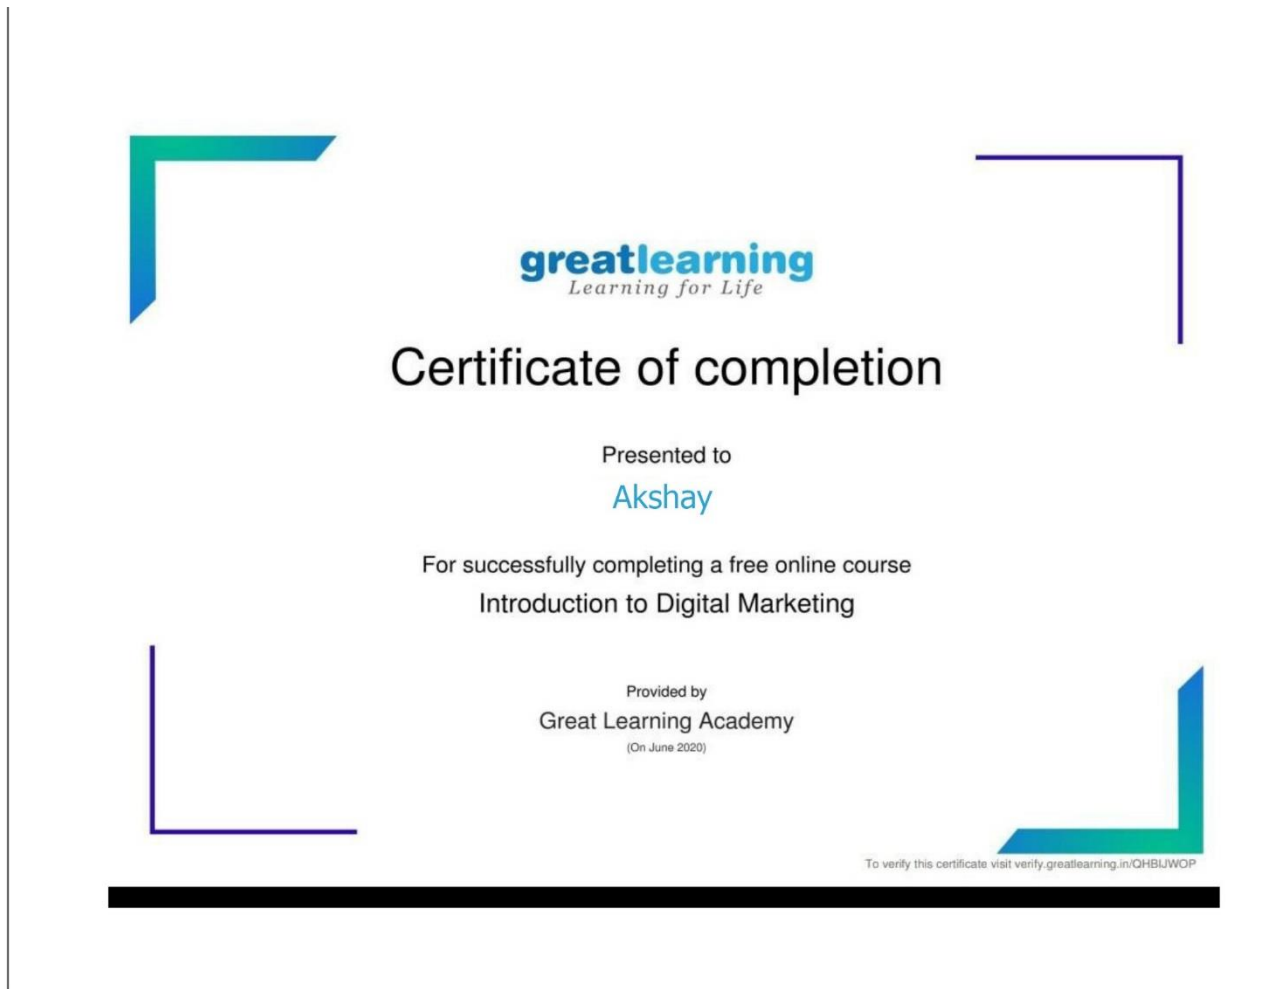 greatlearning
Learning for Life
Certificate of completion
Presented to
Akshay
For successfully completing a free online course
Introduction to Digital Marketing
Provided by
Great Learning Academy
(On June 2020)
To verify this certificate visit verify.greatlearning.in/QHBIJWOP